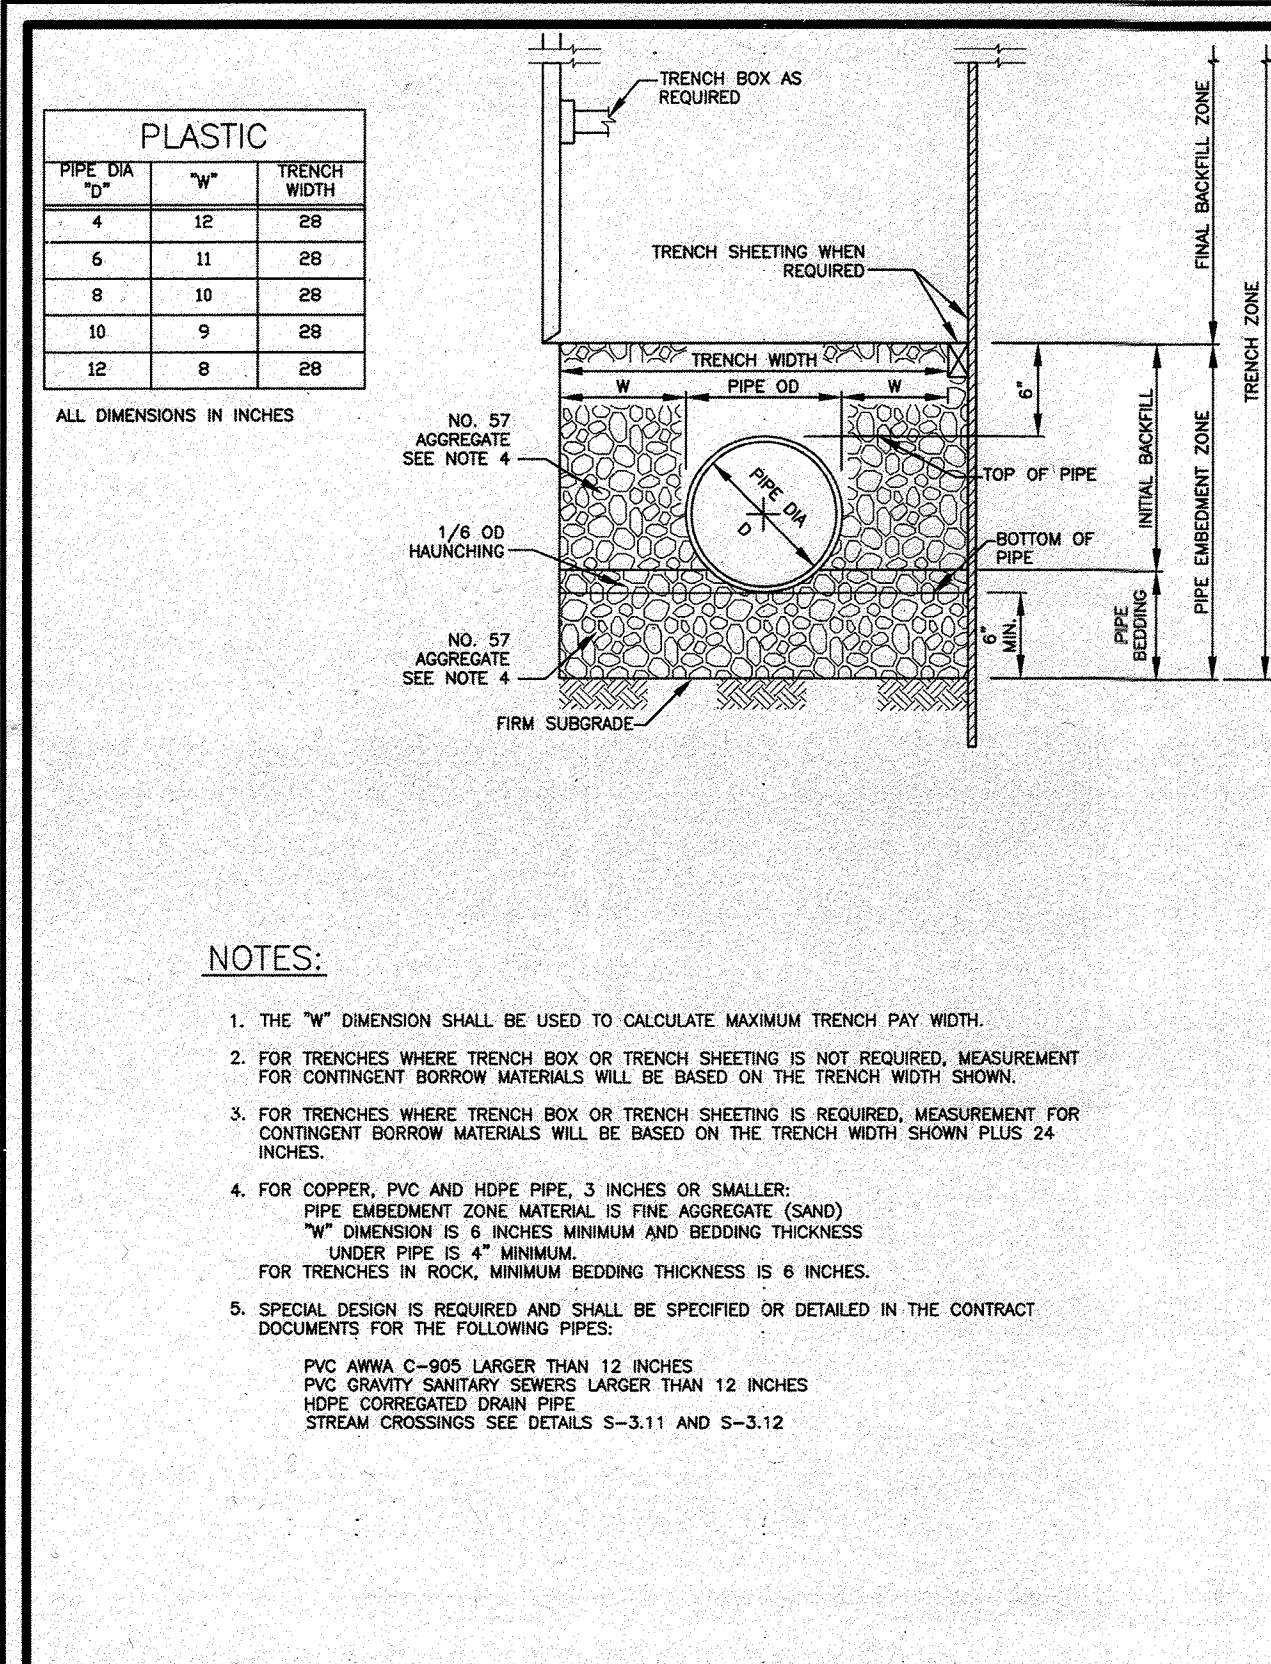 PLASTIC
PIPE DIA "D" "W" TRENCH WIDTH
4 12 28
6 11 28
8 10 28
10 9 28
12 8 28
ALL DIMENSIONS IN INCHES
TRENCH BOX AS
REQUIRED
TRENCH SHEETING WHEN
REQUIRED
TRENCH WIDTH
W PIPE OD W
NO. 57
AGGREGATE
SEE NOTE 4
PIPE DIA
D
1/6 OD
HAUNCHING
NO. 57
AGGREGATE
SEE NOTE 4
FIRM SUBGRADE
6"
TOP OF PIPE
BOTTOM OF
PIPE
6"
MIN.
PIPE
BEDDING
INITIAL BACKFILL
PIPE EMBEDMENT ZONE
FINAL BACKFILL ZONE
TRENCH ZONE
NOTES:
1. THE "W" DIMENSION SHALL BE USED TO CALCULATE MAXIMUM TRENCH PAY WIDTH.
2. FOR TRENCHES WHERE TRENCH BOX OR TRENCH SHEETING IS NOT REQUIRED, MEASUREMENT
FOR CONTINGENT BORROW MATERIALS WILL BE BASED ON THE TRENCH WIDTH SHOWN.
3. FOR TRENCHES WHERE TRENCH BOX OR TRENCH SHEETING IS REQUIRED, MEASUREMENT FOR
CONTINGENT BORROW MATERIALS WILL BE BASED ON THE TRENCH WIDTH SHOWN PLUS 24
INCHES.
4. FOR COPPER, PVC AND HDPE PIPE, 3 INCHES OR SMALLER:
PIPE EMBEDMENT ZONE MATERIAL IS FINE AGGREGATE (SAND)
"W" DIMENSION IS 6 INCHES MINIMUM AND BEDDING THICKNESS
UNDER PIPE IS 4" MINIMUM.
FOR TRENCHES IN ROCK, MINIMUM BEDDING THICKNESS IS 6 INCHES.
5. SPECIAL DESIGN IS REQUIRED AND SHALL BE SPECIFIED OR DETAILED IN THE CONTRACT
DOCUMENTS FOR THE FOLLOWING PIPES:
PVC AWWA C-905 LARGER THAN 12 INCHES
PVC GRAVITY SANITARY SEWERS LARGER THAN 12 INCHES
HDPE CORREGATED DRAIN PIPE
STREAM CROSSINGS SEE DETAILS S-3.11 AND S-3.12